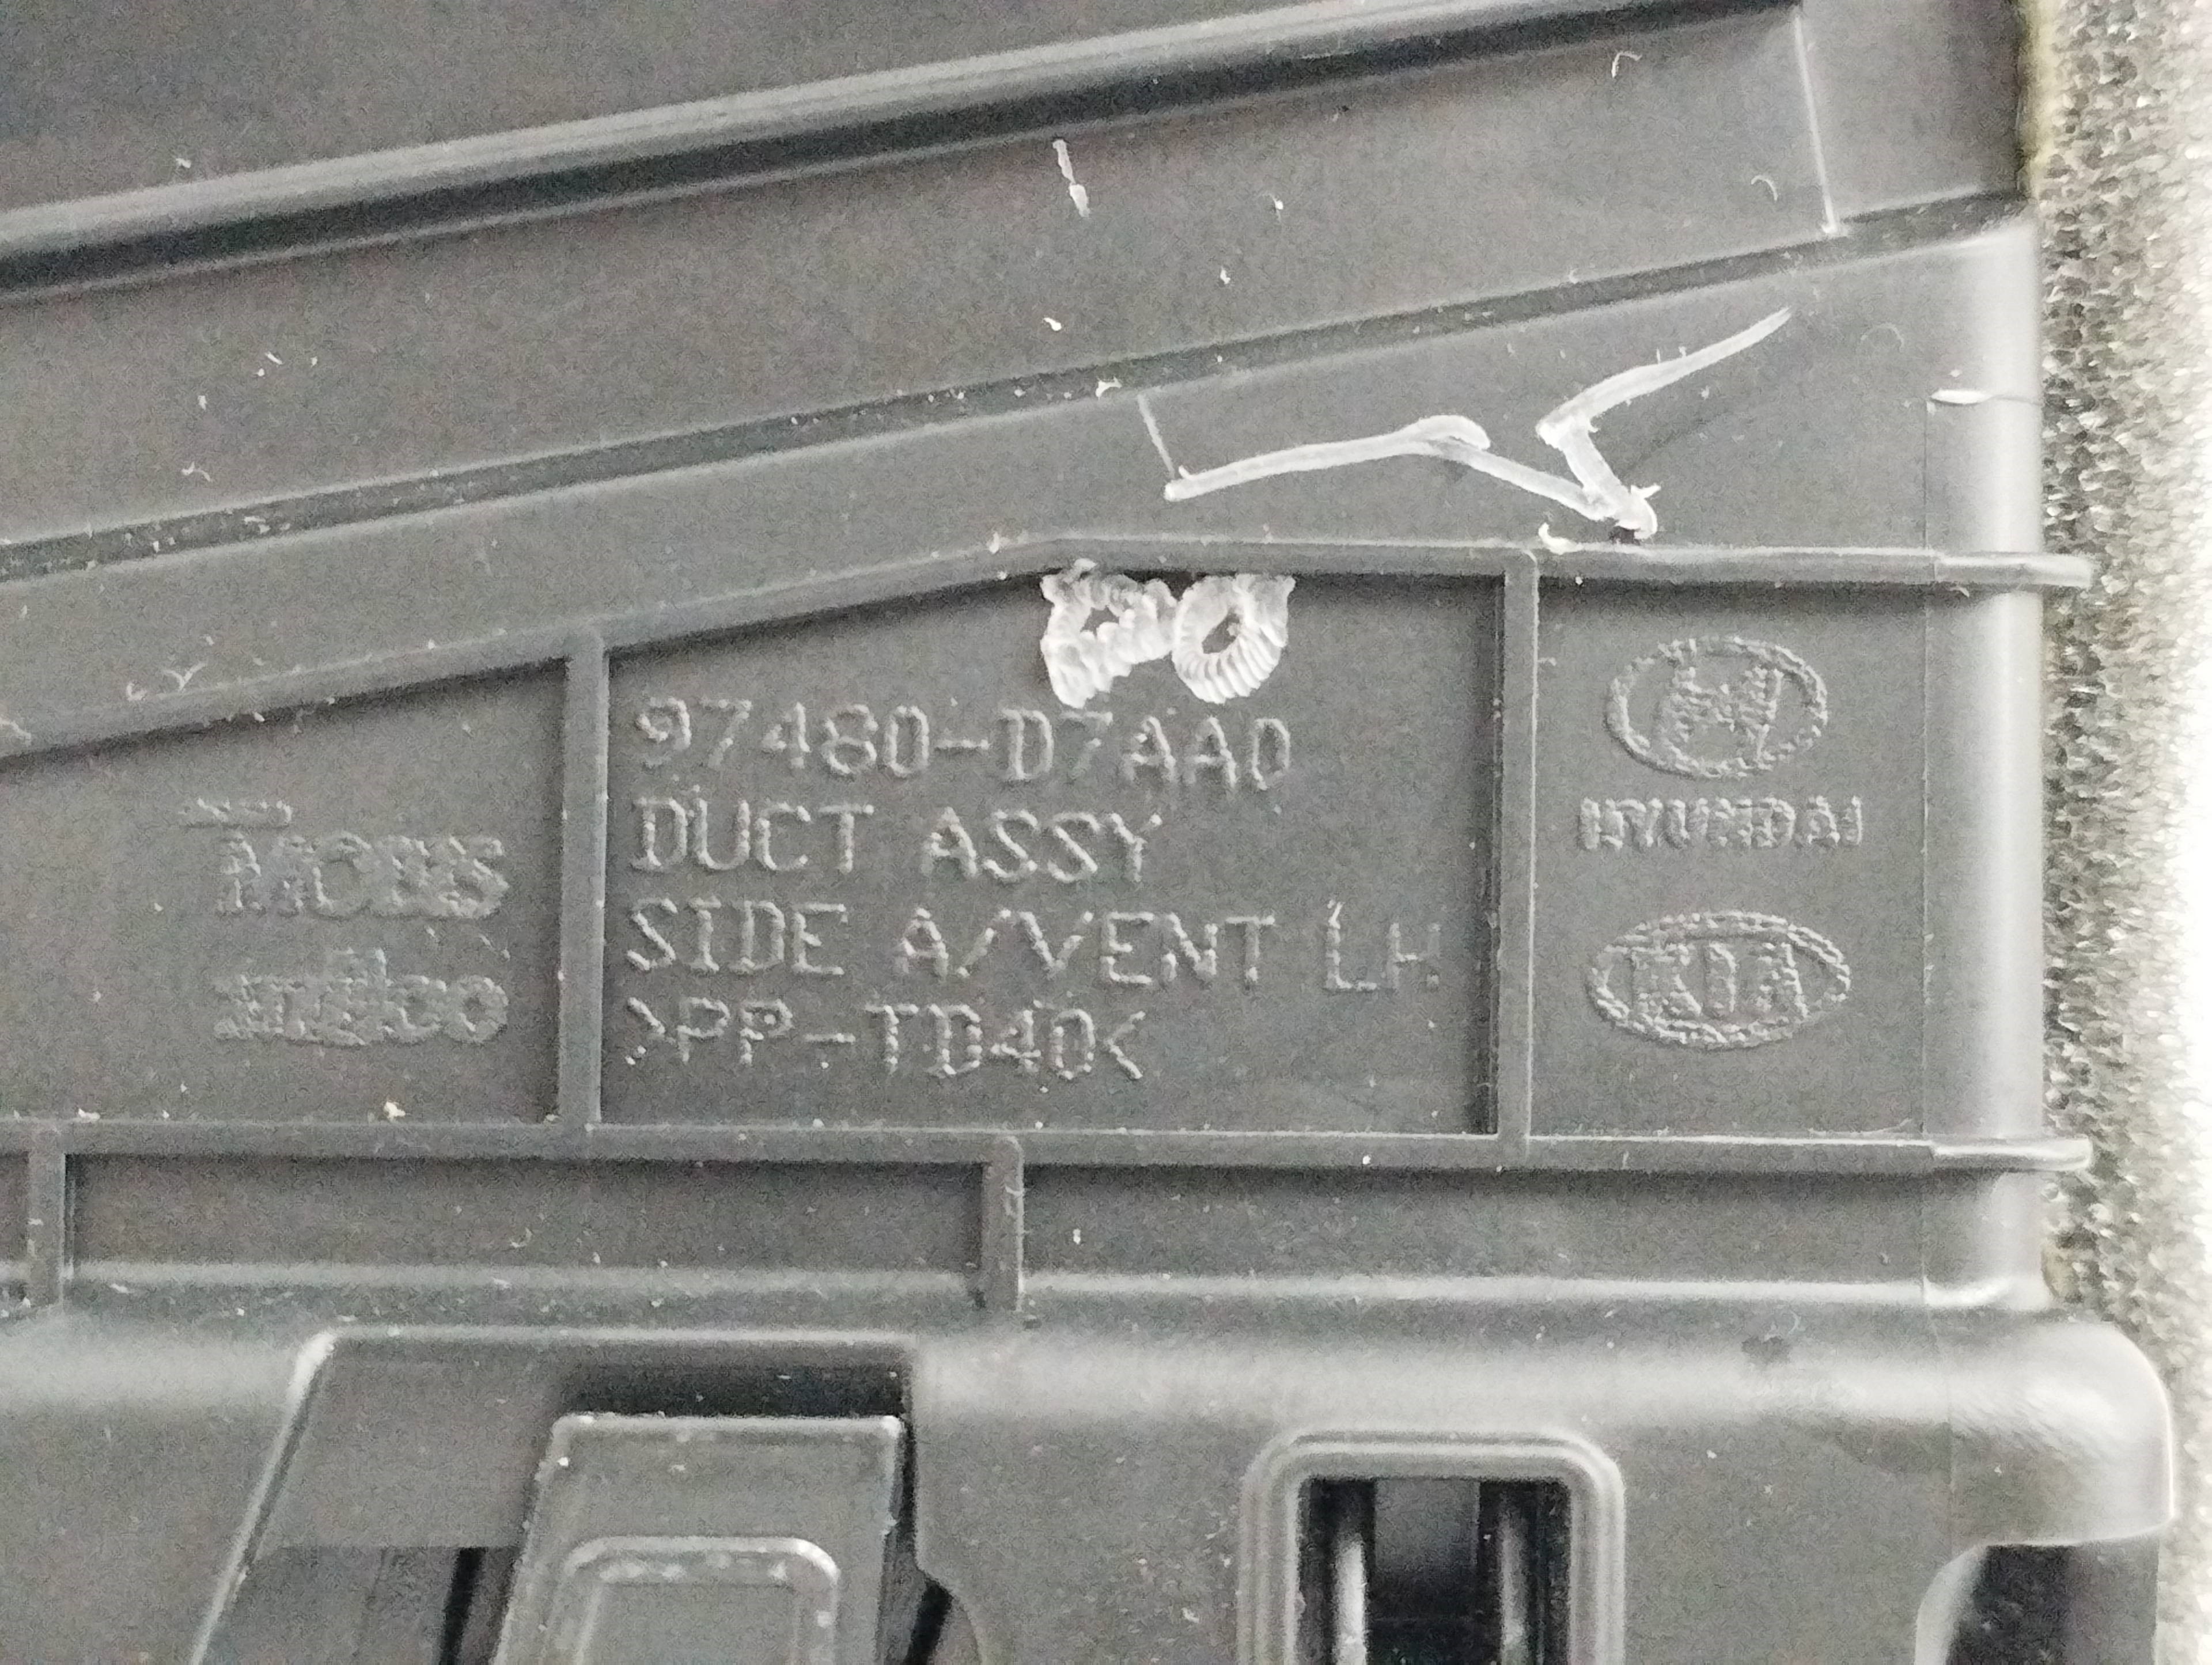 97480-D7AA0
DUCT ASSY
SIDE A/VENT LH
>PP-TD40<
MOBIS
HYUNDAI
KIA